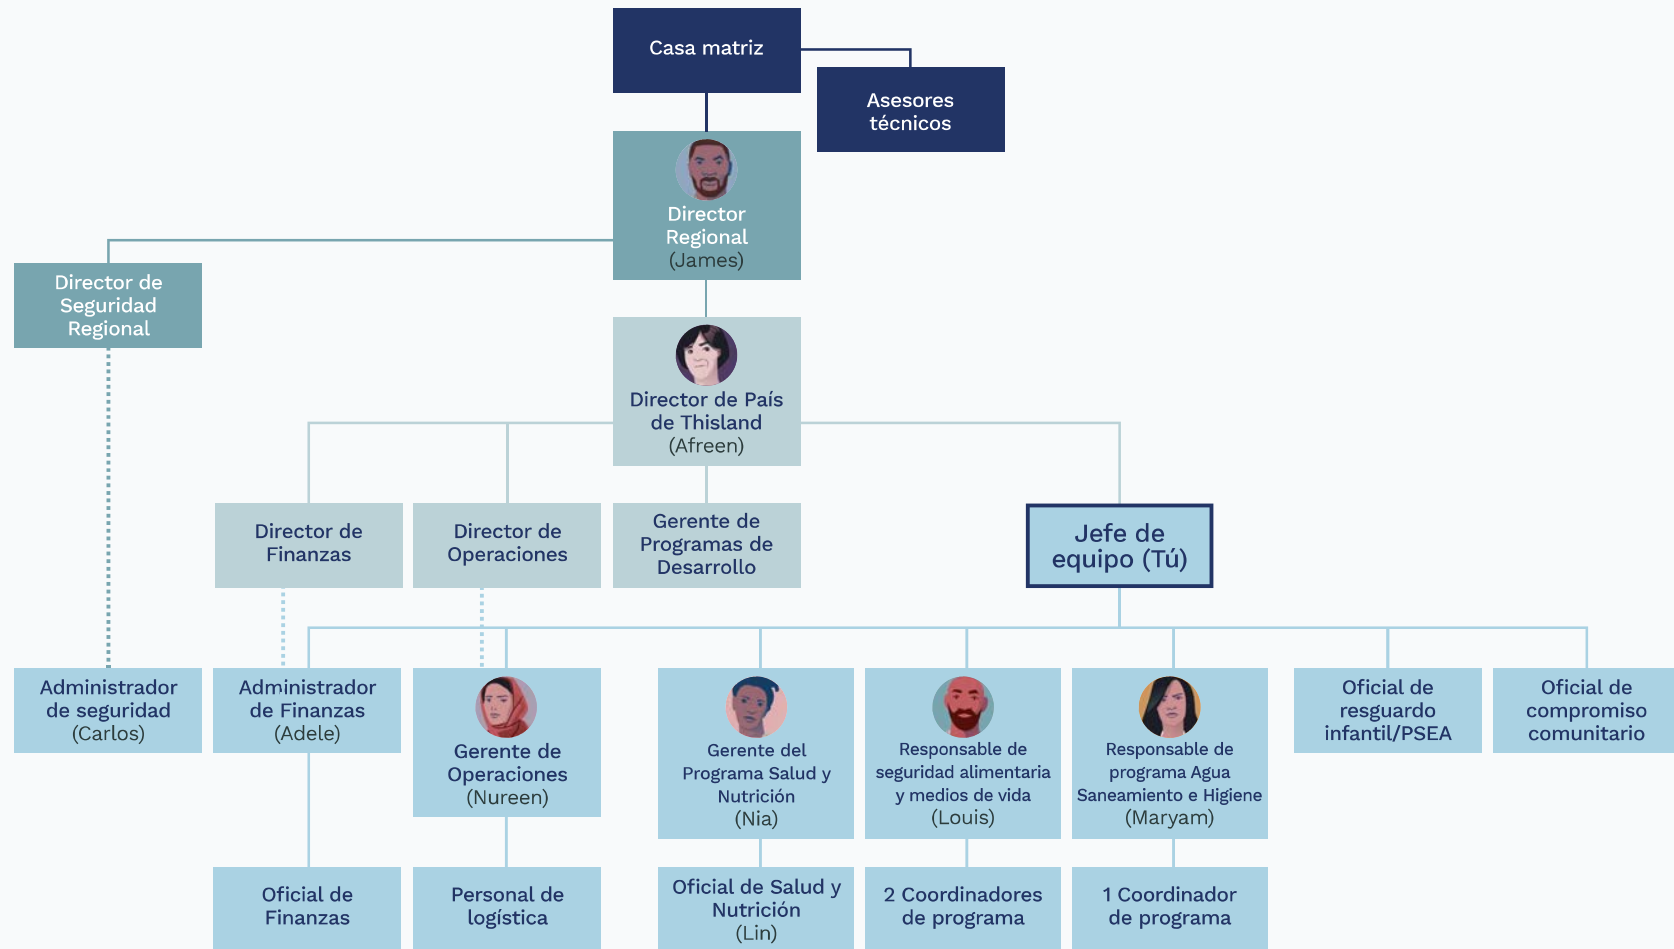 Casa matriz
Asesores
técnicos
Director
Regional
(James)
Director de
Seguridad
Regional
Director de País
de Thisland
(Afreen)
Director de
Finanzas
Director de
Operaciones
Gerente de
Programas de
Desarrollo
Jefe de
equipo (Tú)
Administrador
de seguridad
(Carlos)
Administrador
de Finanzas
(Adele)
Gerente de
Operaciones
(Nureen)
Gerente del
Programa Salud y
Nutrición
(Nia)
Responsable de
seguridad alimentaria
y medios de vida
(Louis)
Responsable de
programa Agua
Saneamiento e Higiene
(Maryam)
Oficial de
resguardo
infantil/PSEA
Oficial de
compromiso
comunitario
Oficial de
Finanzas
Personal de
logística
Oficial de Salud y
Nutrición
(Lin)
2 Coordinadores
de programa
1 Coordinador
de programa